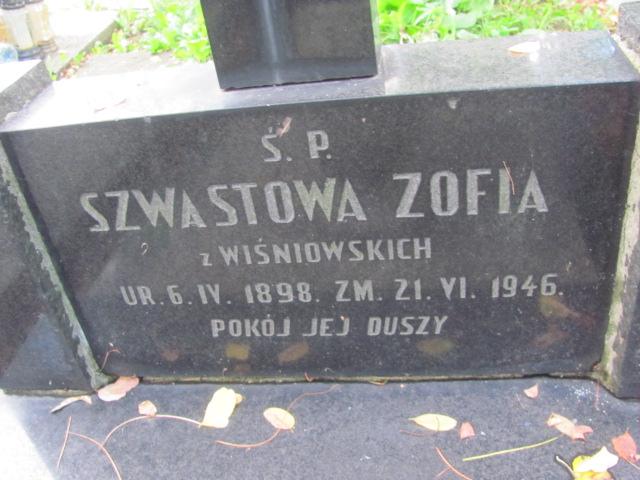 Ś. P.
SZWASTOWA ZOFIA
z WIŚNIOWSKICH
UR. 6. IV. 1898. ZM. 21. VI. 1946.
POKÓJ JEJ DUSZY